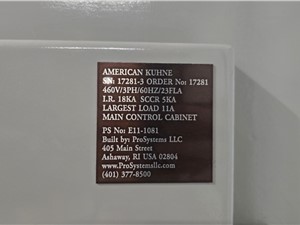 AMERICAN KUHNE
SN: 17281-3 ORDER No: 17281
460V/3PH/60HZ/23FLA
I.R. 18KA SCCR 5KA
LARGEST LOAD 11A
MAIN CONTROL CABINET
PS No: E11-1081
Built by: ProSystems LLC
405 Main Street
Ashaway, RI USA 02804
www.ProSystemsllc.com
(401) 377-8500